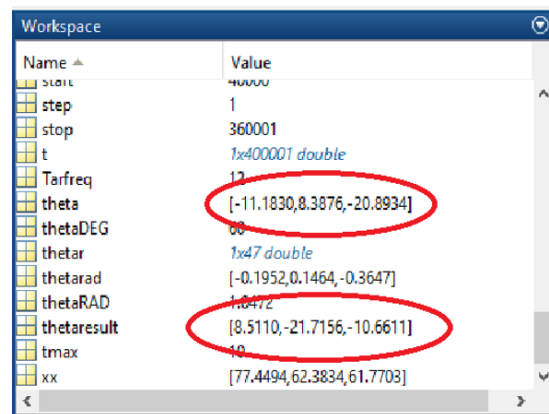 Workspace
Name Value
start 40000
step 1
stop 360001
t 1x400001 double
Tarfreq 12
theta [-11.1830,8.3876,-20.8934]
thetaDEG 60
thetar 1x47 double
thetarad [-0.1952,0.1464,-0.3647]
thetaRAD 1.0472
thetaresult [8.5110,-21.7156,-10.6611]
tmax 10
xx [77.4494,62.3834,61.7703]